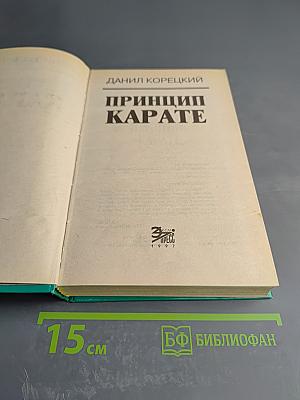 ДАНИЛ КОРЕЦКИЙ
ПРИНЦИП
КАРАТЕ
1997
15 см
БФ БИБЛИОФАН